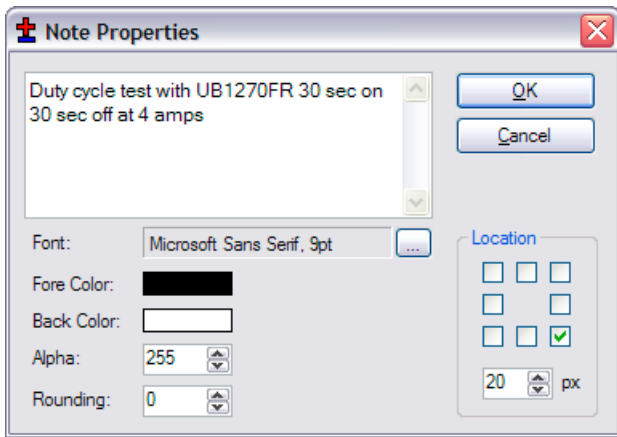 Note Properties
Duty cycle test with UB1270FR 30 sec on
30 sec off at 4 amps
OK
Cancel
Font:
Microsoft Sans Serif, 9pt
...
Location
Fore Color:
Back Color:
Alpha:
255
Rounding:
0
20
px